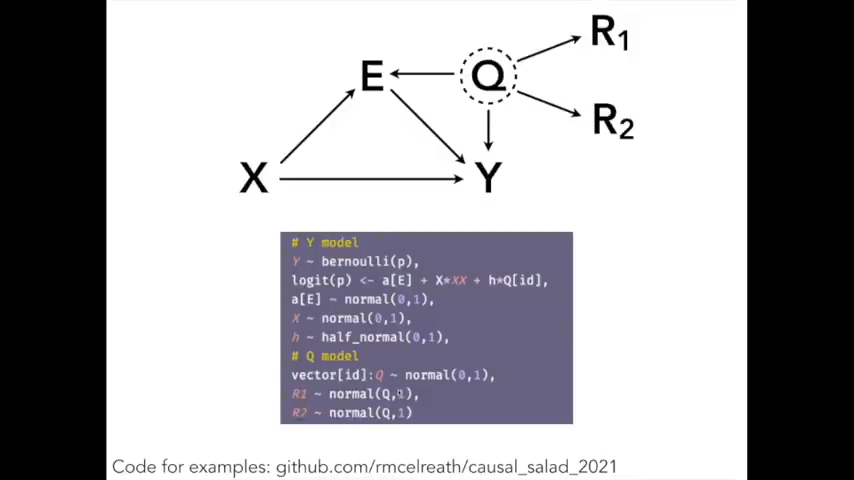 R1
E Q
R2
X Y
# Y model
Y ~ bernoulli(p),
logit(p) <- a[E] + X*XX + h*Q[id],
a[E] ~ normal(0,1),
X ~ normal(0,1),
h ~ half_normal(0,1),
# Q model
vector[id]:Q ~ normal(0,1),
R1 ~ normal(Q,1),
R2 ~ normal(Q,1)
Code for examples: github.com/rmcelreath/causal_salad_2021